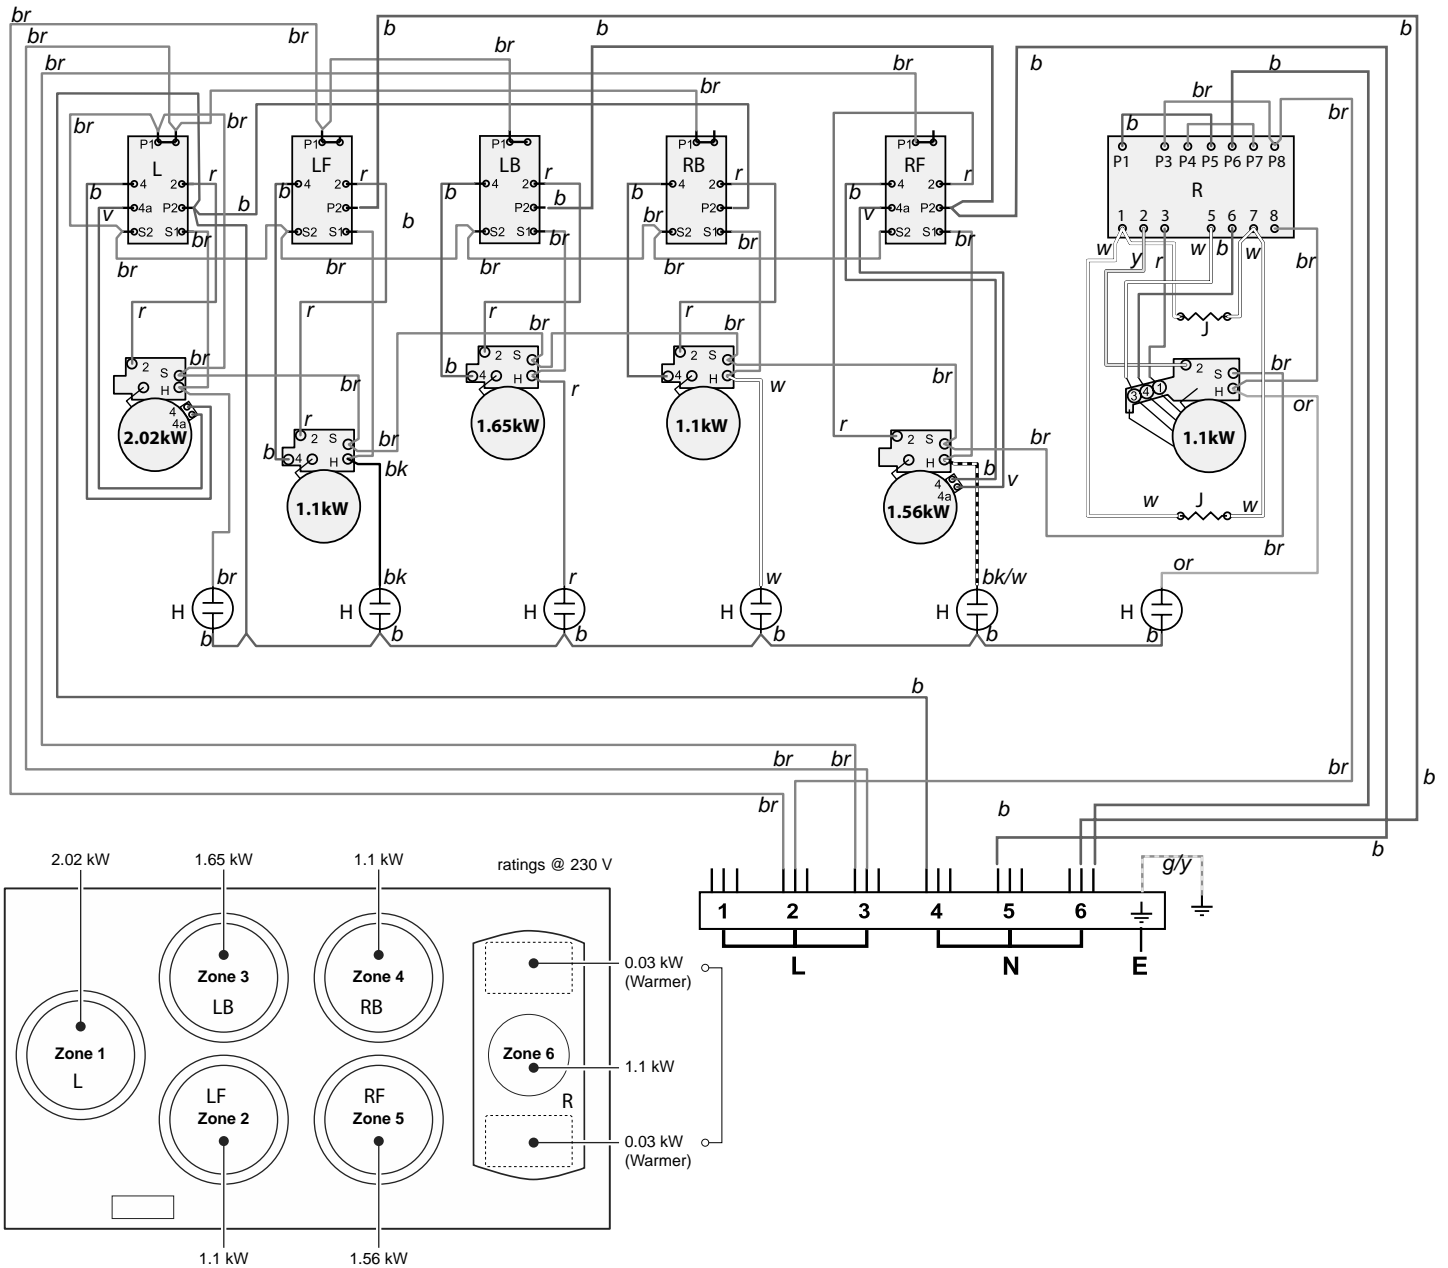 br br b b b
br br b b
br br b
br br br
br br b
P1 P1 P1 P1 P1 P1 P3 P4 P5 P6 P7 P8
L LF LB RB RF R
b 4 2 r b 4 2 r b 4 2 r b 4 2 r b 4 2 r
v 4a P2 b P2 b P2 b P2 v 4a P2
S2 S1 br S2 S1 S2 S1 br S2 S1 S2 S1 br
1 2 3 5 6 7 8
w y r w b w br
br br br br
r r r r
J
br br br
2 S H br
br
4 4a
2.02kW
r 2 S H br
b 4
bk
1.1kW
2 S H
b 4
r
1.65kW
2 S H
4
w
1.1kW
r 2 S H br
b
v
4
4a
1.56kW
2 S H br
or
3 4 1
1.1kW
w J w
br
or
H br
H bk
H r
H w
H bk/w
H
b b b b b b
b
br br br
br b b
b
g/y
1 2 3 4 5 6
L N E
2.02 kW 1.65 kW 1.1 kW ratings @ 230 V
Zone 3 Zone 4
LB RB
0.03 kW
(Warmer)
Zone 1
L
Zone 6
1.1 kW
LF RF R
Zone 2 Zone 5
0.03 kW
(Warmer)
1.1 kW 1.56 kW